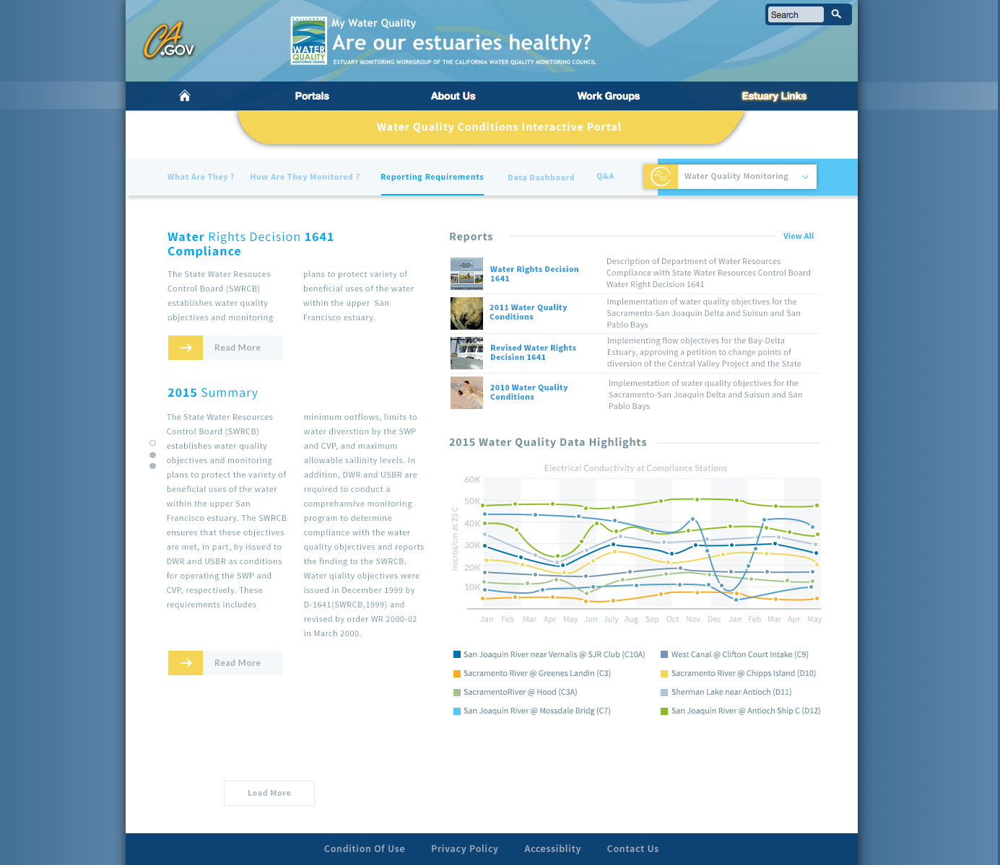 Search
CA.GOV
CALIFORNIA
WATER
QUALITY
MONITORING COUNCIL
My Water Quality
Are our estuaries healthy?
ESTUARY MONITORING WORKGROUP OF THE CALIFORNIA WATER QUALITY MONITORING COUNCIL
Portals
About Us
Work Groups
Estuary Links
Water Quality Conditions Interactive Portal
What Are They ?
How Are They Monitored ?
Reporting Requirements
Data Dashboard
Q&A
Water Quality Monitoring
Water Rights Decision 1641
Compliance
The State Water Resouces
Control Board (SWRCB)
establishes water quality
objectives and monitoring
plans to protect variety of
beneficial uses of the water
within the upper San
Francisco estuary.
Read More
2015 Summary
The State Water Resources
Control Board (SWRCB)
establishes water quality
objectives and monitoring
plans to protect the variety of
beneficial uses of the water
within the upper San
Francisco estuary. The SWRCB
ensures that these objectives
are met, in part, by issued to
DWR and USBR as conditions
for operating the SWP and
CVP, respectively. These
requirements includes
minimum outflows, limits to
water diverstion by the SWP
and CVP, and maximum
allowable sailinity levels. In
addition, DWR and USBR are
required to conduct a
comprehansive monitoring
program to determine
compliance with the water
quality objectives and reports
the finding to the SWRCB.
Water qiality objectives were
issued in December 1999 by
D-1641(SWRCB,1999) and
revised by order WR 2000-02
in March 2000.
Read More
Load More
Reports
View All
Water Rights Decision
1641
Description of Department of Water Resources
Compliance with State Water Resources Control Board
Water Right Decision 1641
2011 Water Quality
Conditions
Implementation of water quality objectives for the
Sacramento-San Joaquin Delta and Suisun and San
Pablo Bays
Revised Water Rights
Decision 1641
Implementing flow objectives for the Bay-Delta
Estuary, approving a petition to change points of
diversion of the Central Valley Project and the State
2010 Water Quality
Conditions
Implementation of water quality objectives for the
Sacramento-San Joaquin Delta and Suisun and San
Pablo Bays
2015 Water Quality Data Highlights
Electrical Conductivity at Compliance Stations
micros/cm at 25 C
60K
50K
40K
30K
20K
10K
Jan Feb Mar Apr May Jun July Aug Sep Oct Nov Dec Jan Feb Mar Apr May
San Joaquin River near Vernalis @ SJR Club (C10A)
Sacramento River @ Greenes Landin (C3)
SacramentoRiver @ Hood (C3A)
San Joaquin River @ Mossdale Bridg (C7)
West Canal @ Clifton Court Intake (C9)
Sacramento River @ Chipps Island (D10)
Sherman Lake near Antioch (D11)
San Joaquin River @ Antioch Ship C (D12)
Condition Of Use
Privacy Policy
Accessiblity
Contact Us